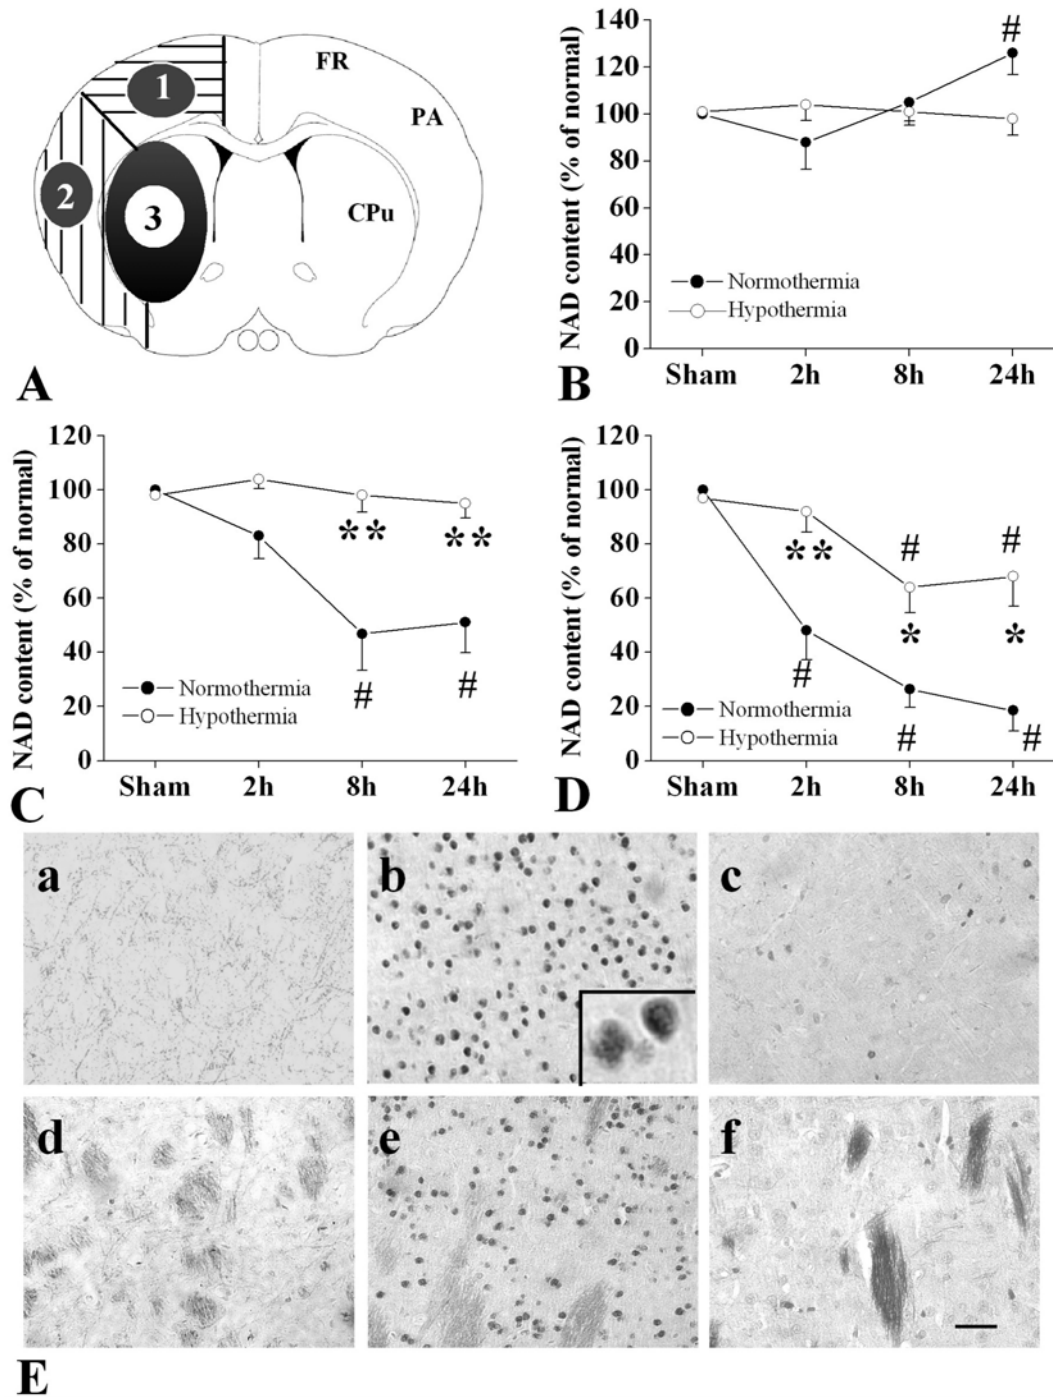 FR
1
PA
2
3
CPu
A
NAD content (% of normal)
140
120
100
80
60
40
20
0
#
Normothermia
Hypothermia
Sham 2h 8h 24h
B
NAD content (% of normal)
120
100
80
60
40
20
0
** **
# #
Normothermia
Hypothermia
Sham 2h 8h 24h
C
NAD content (% of normal)
120
100
80
60
40
20
0
# #
** * *
#
# #
Normothermia
Hypothermia
Sham 2h 8h 24h
D
a b c
d e f
E